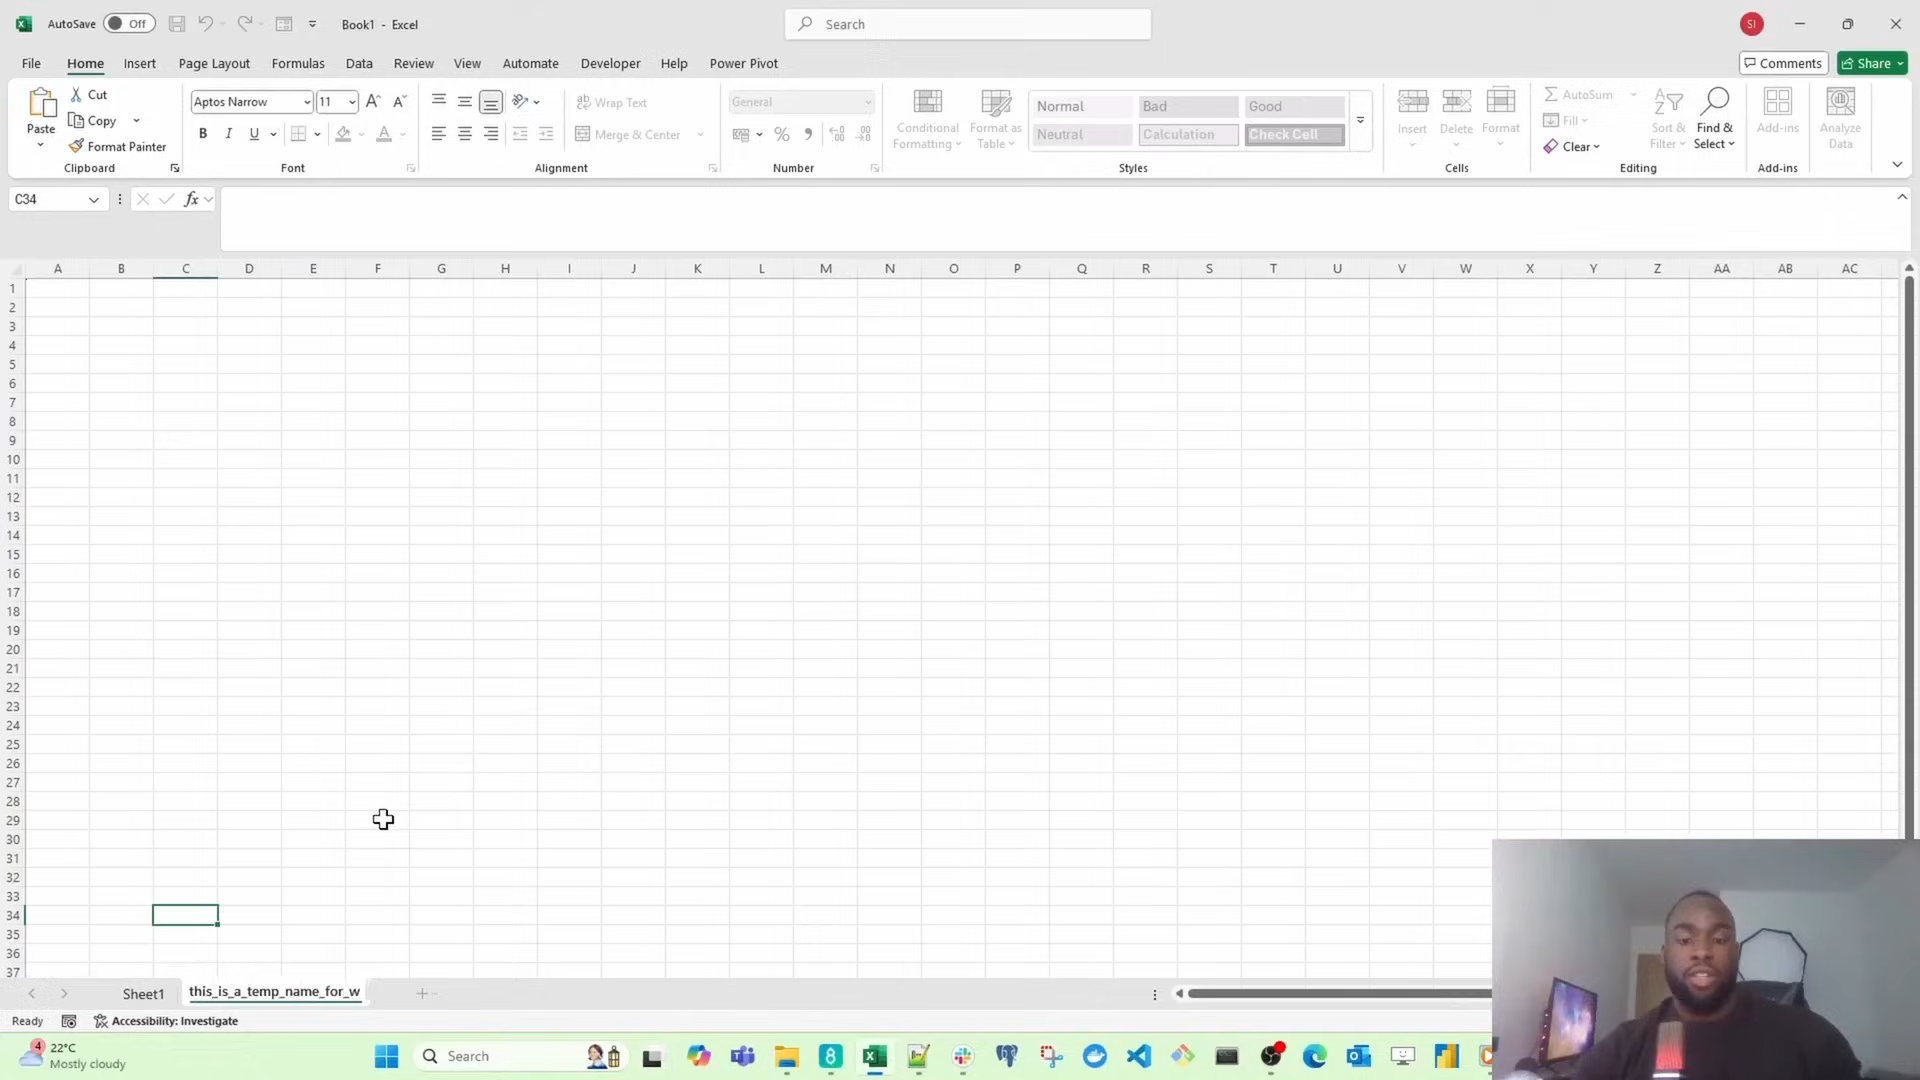 AutoSave Off Book1 - Excel Search SI
File Home Insert Page Layout Formulas Data Review View Automate Developer Help Power Pivot Comments Share
Paste Cut Copy Format Painter Clipboard
Aptos Narrow 11 B I U Font
ab Wrap Text Merge & Center Alignment
General % Number
Conditional Formatting Format as Table Normal Bad Good Neutral Calculation Check Cell Styles
Insert Delete Format Cells
AutoSum Fill Clear Sort & Filter Find & Select Editing
Add-ins Add-ins Analyze Data
C34 fx
A B C D E F G H I J K L M N O P Q R S T U V W X Y Z AA AB AC
1
2
3
4
5
6
7
8
9
10
11
12
13
14
15
16
17
18
19
20
21
22
23
24
25
26
27
28
29
30
31
32
33
34
35
36
37
Sheet1 this_is_a_temp_name_for_w
Ready Accessibility: Investigate
4 22°C Search
Mostly cloudy